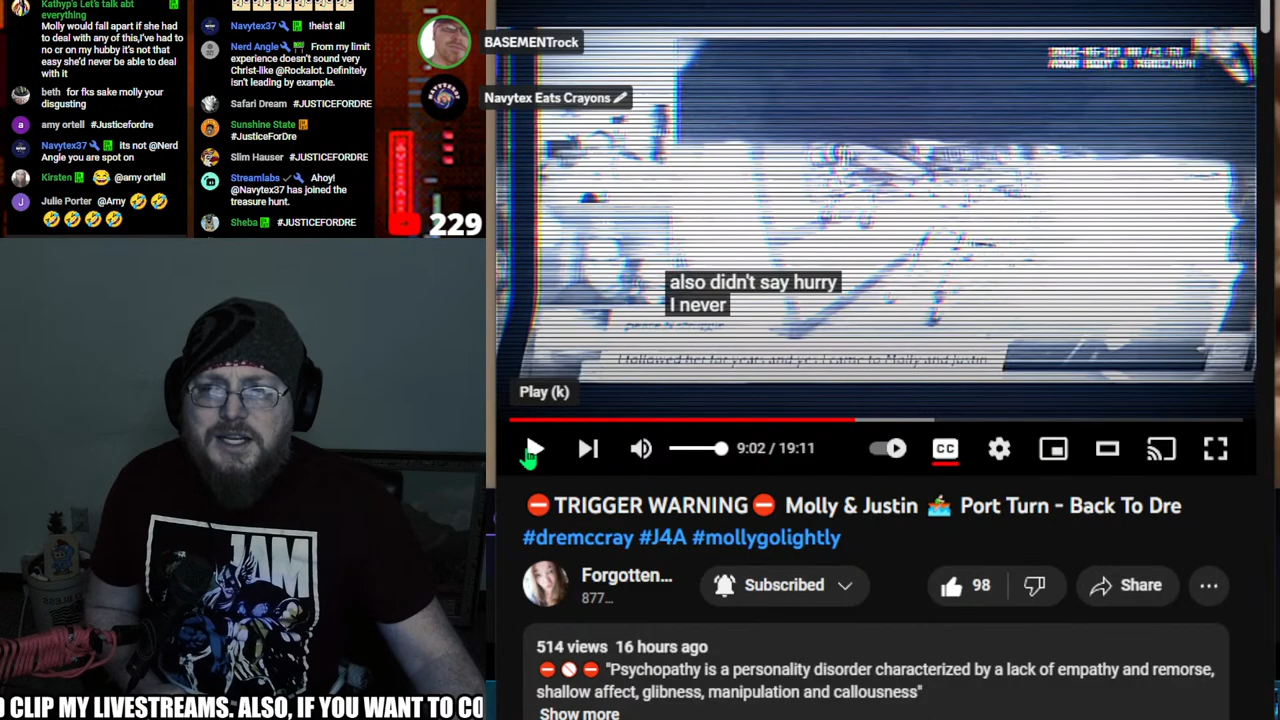 Kathyp's Let's talk abt
everything
Molly would fall apart if she had
to deal with any of this,I've had to
no cr on my hubby it's not that
easy she'd never be able to deal
with it
beth for fks sake molly your
disgusting
amy ortell #Justicefordre
Navytex37 its not @Nerd
Angle you are spot on
Kirsten 😂 @amy ortell
Julie Porter @Amy 🤣 🤣
🤣 🤣 🤣 🤣
Navytex37 !heist all
Nerd Angle From my limit
experience doesn't sound very
Christ-like @Rockalot. Definitely
isn't leading by example.
Safari Dream #JUSTICEFORDRE
Sunshine State
#JusticeForDre
Slim Hauser #JUSTICEFORDRE
Streamlabs Ahoy!
@Navytex37 has joined the
treasure hunt.
Sheba #JUSTICEFORDRE
229
BASEMENTrock
Navytex Eats Crayons
also didn't say hurry
I never
I followed her for years and yes I came to Molly and Justin
Play (k)
9:02 / 19:11
CC
⛔TRIGGER WARNING⛔ Molly & Justin 🚣 Port Turn - Back To Dre
#dremccray #J4A #mollygolightly
Forgotten...
877...
Subscribed
98
Share
514 views 16 hours ago
⛔ 🚫 ⛔ "Psychopathy is a personality disorder characterized by a lack of empathy and remorse,
shallow affect, glibness, manipulation and callousness"
Show more
JAM
CLIP MY LIVESTREAMS. ALSO, IF YOU WANT TO CO